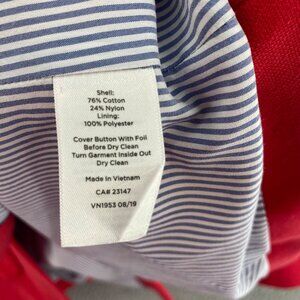 Shell:
76% Cotton
24% Nylon
Lining:
100% Polyester
Cover Button With Foil
Before Dry Clean
Turn Garment Inside Out
Dry Clean
Made in Vietnam
CA# 23147
VN1953 08/19